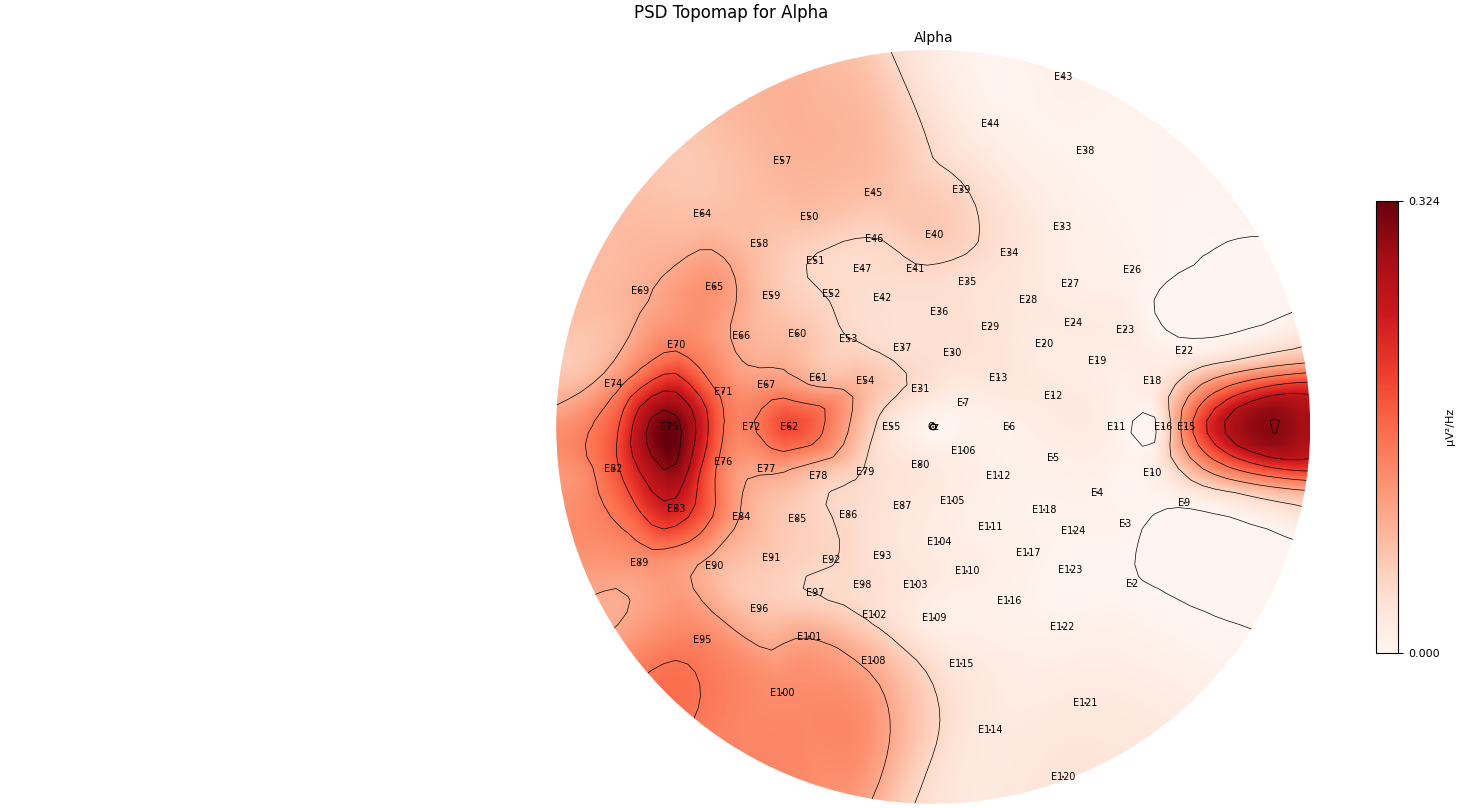 PSD Topomap for Alpha
Alpha
E43
E44
E38
E57
E45 E39
E64 E50
E33
E58 E46 E40
E34
E51 E47 E41 E26
E69 E65 E59 E52 E42 E35 E28 E27
E36
E66 E60 E53 E29 E24 E23
E70 E37 E30 E20 E22
E19
E74 E71 E67 E61 E54 E31 E13 E18
E7 E12
E75 E72 E62 E55 Cz E6 E11 E16 E15
E82 E76 E77 E78 E79 E80 E106 E5
E112 E10
E83 E84 E85 E86 E87 E105 E118 E4 E9
E111 E124 E3
E89 E90 E91 E92 E93 E104 E117
E110 E123
E96 E97 E98 E103 E116 E2
E95 E101 E102 E109 E122
E108 E115
E100
E121
E114
E120
0.324
µV²/Hz
0.000